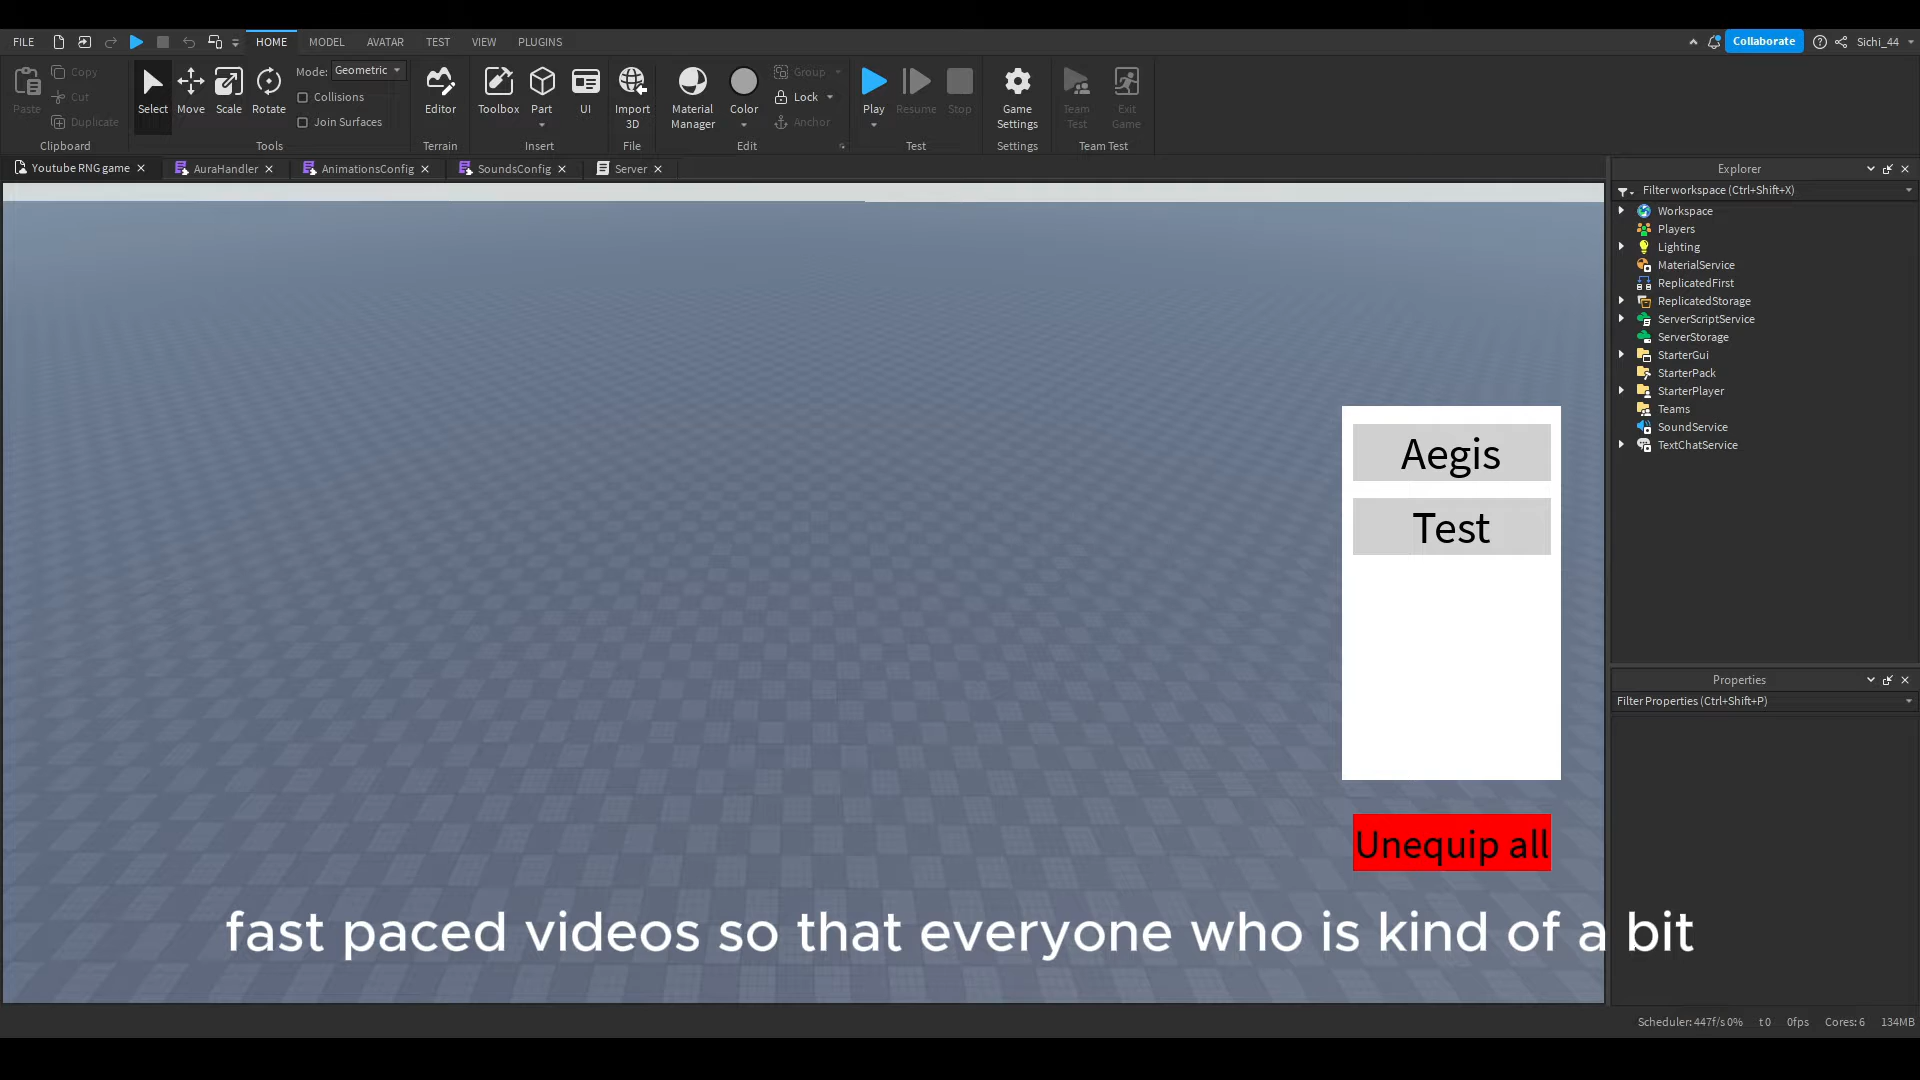 FILE HOME MODEL AVATAR TEST VIEW PLUGINS Collaborate Sichi_44
Paste Copy Cut Duplicate Clipboard
Select Move Scale Rotate Mode: Geometric Collisions Join Surfaces Tools
Editor Terrain
Toolbox Part UI Insert
Import 3D File
Material Manager Color Group Lock Anchor Edit
Play Resume Stop Test
Game Settings Settings
Team Test Exit Game Team Test
Youtube RNG game AuraHandler AnimationsConfig SoundsConfig Server
Explorer
Filter workspace (Ctrl+Shift+X)
Workspace
Players
Lighting
MaterialService
ReplicatedFirst
ReplicatedStorage
ServerScriptService
ServerStorage
StarterGui
StarterPack
StarterPlayer
Teams
SoundService
TextChatService
Aegis
Test
Unequip all
Properties
Filter Properties (Ctrl+Shift+P)
fast paced videos so that everyone who is kind of a bit
Scheduler: 447f/s 0% t 0 0fps Cores: 6 134MB